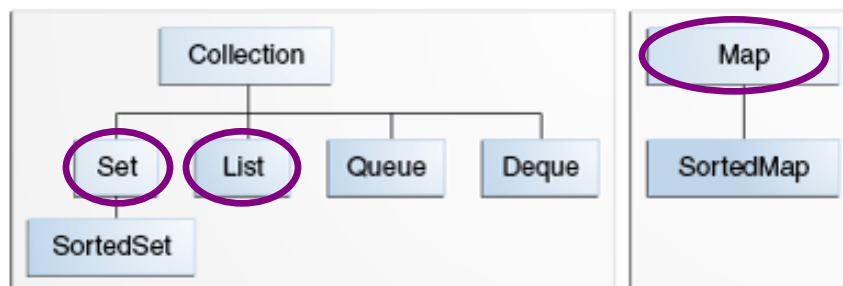 Collection
Map
Set
List
Queue
Deque
SortedMap
SortedSet